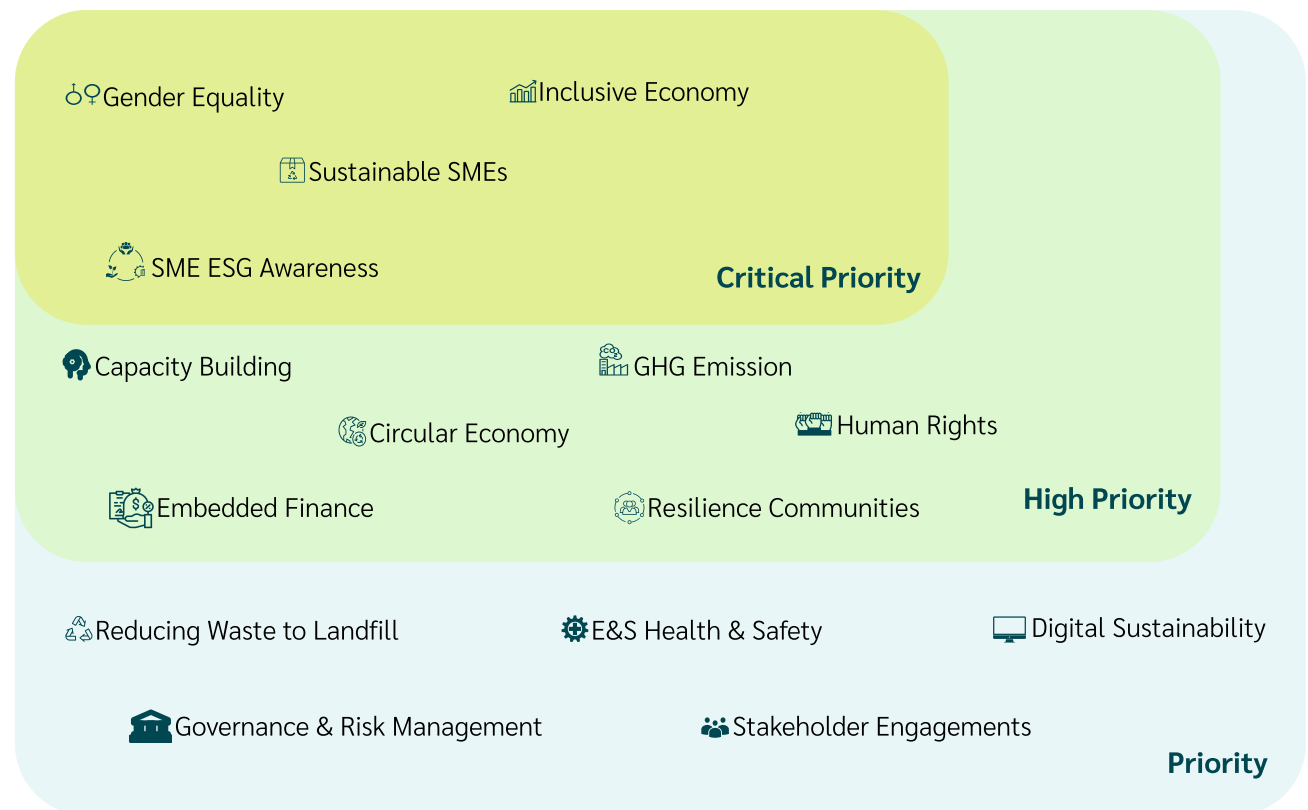 Gender Equality
Inclusive Economy
Sustainable SMEs
SME ESG Awareness
Critical Priority
Capacity Building
GHG Emission
Circular Economy
Human Rights
Embedded Finance
Resilience Communities
High Priority
Reducing Waste to Landfill
E&S Health & Safety
Digital Sustainability
Governance & Risk Management
Stakeholder Engagements
Priority